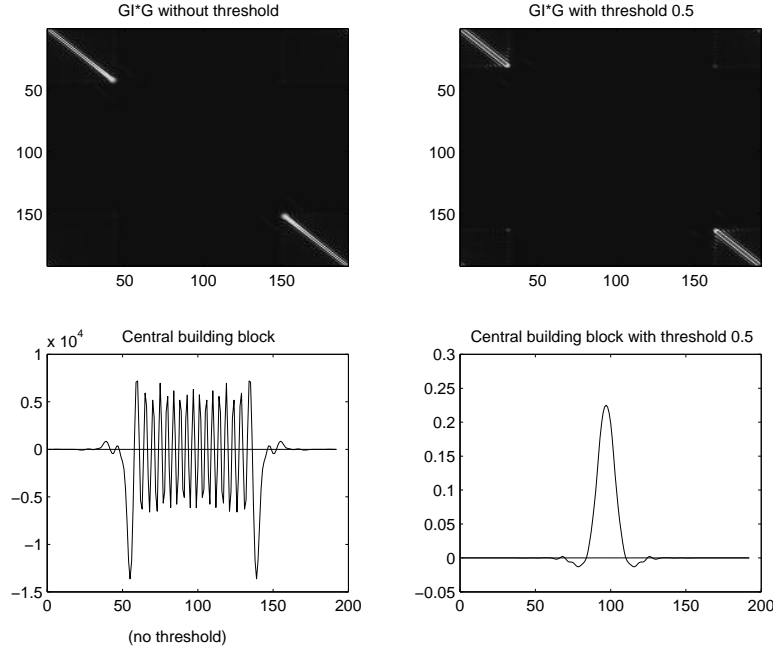 GI*G without threshold
50
100
150
50 100 150
GI*G with threshold 0.5
50
100
150
50 100 150
Central building block
x 10^4
1
0.5
0
−0.5
−1
−1.5
0 50 100 150 200
(no threshold)
Central building block with threshold 0.5
0.3
0.25
0.2
0.15
0.1
0.05
0
−0.05
0 50 100 150 200